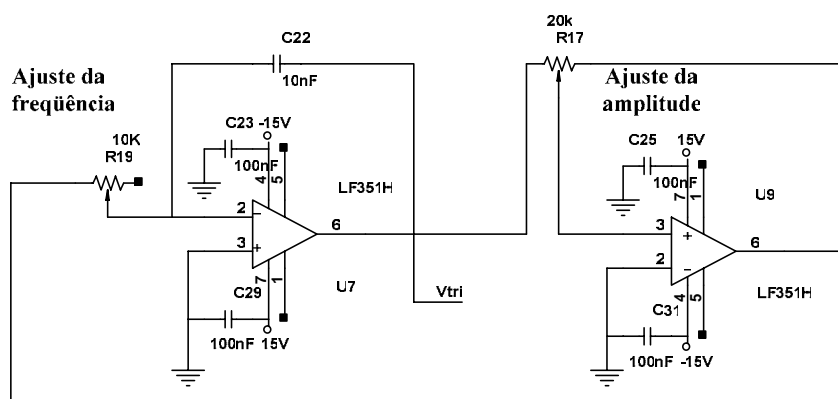 Ajuste da
freqüência
C22
10nF
10K
R19
C23 -15V
100nF
4
5
2
3
6
LF351H
U7
7
1
C29
100nF 15V
Vtri
20k
R17
Ajuste da
amplitude
C25 15V
100nF
7
1
U9
3
2
6
LF351H
4
5
C31
100nF -15V